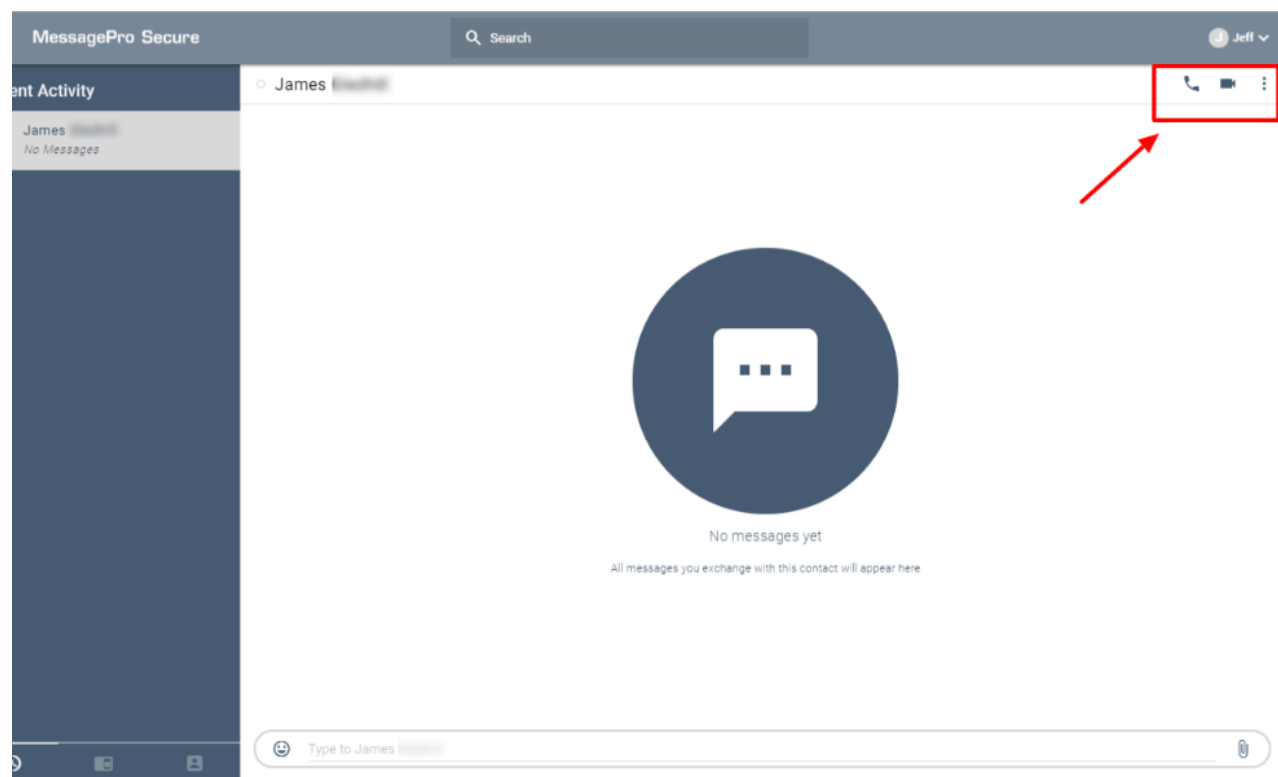 MessagePro Secure
Search
J Jeff
ent Activity
James
James
No Messages
No messages yet
All messages you exchange with this contact will appear here
Type to James